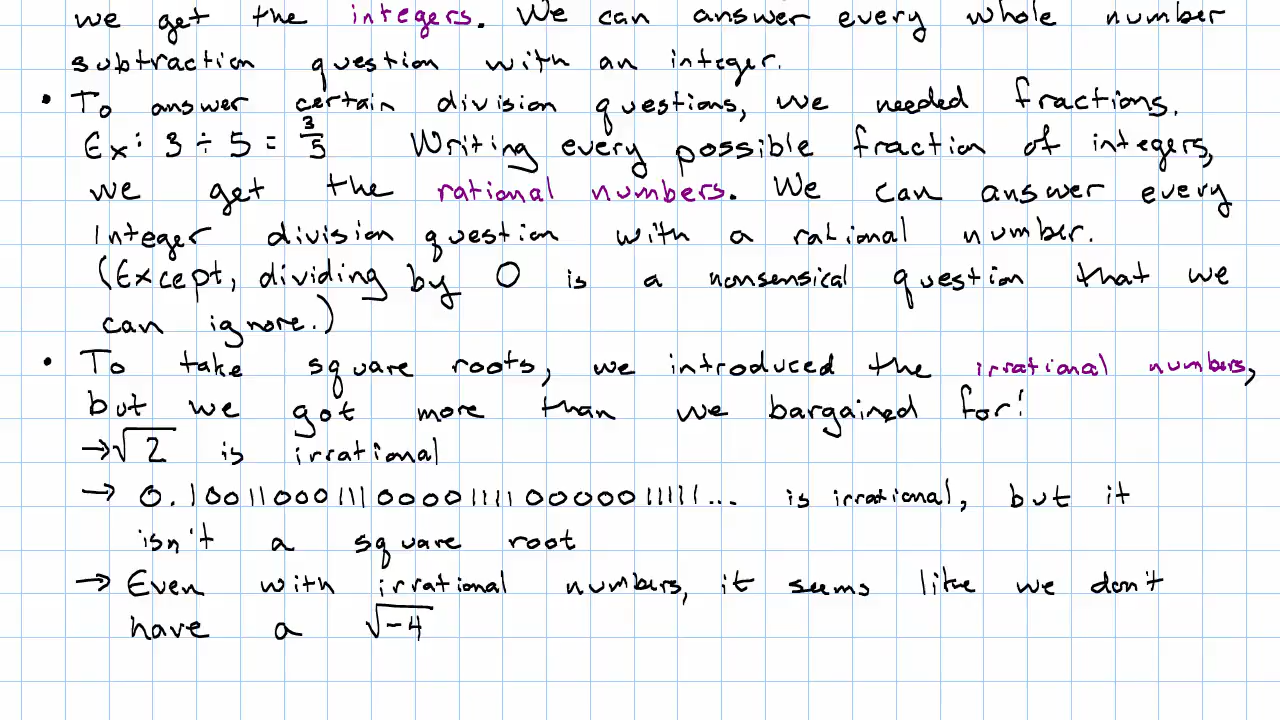 we get the integers. We can answer every whole number
subtraction question with an integer.
• To answer certain division questions, we needed fractions.
Ex: 3 ÷ 5 = 3/5 Writing every possible fraction of integers,
we get the rational numbers. We can answer every
integer division question with a rational number.
(Except, dividing by 0 is a nonsensical question that we
can ignore.)
• To take square roots, we introduced the irrational numbers,
but we got more than we bargained for!
→ √2 is irrational
→ 0.10011000111000011110000011111... is irrational, but it
isn't a square root
→ Even with irrational numbers, it seems like we don't
have a √-4